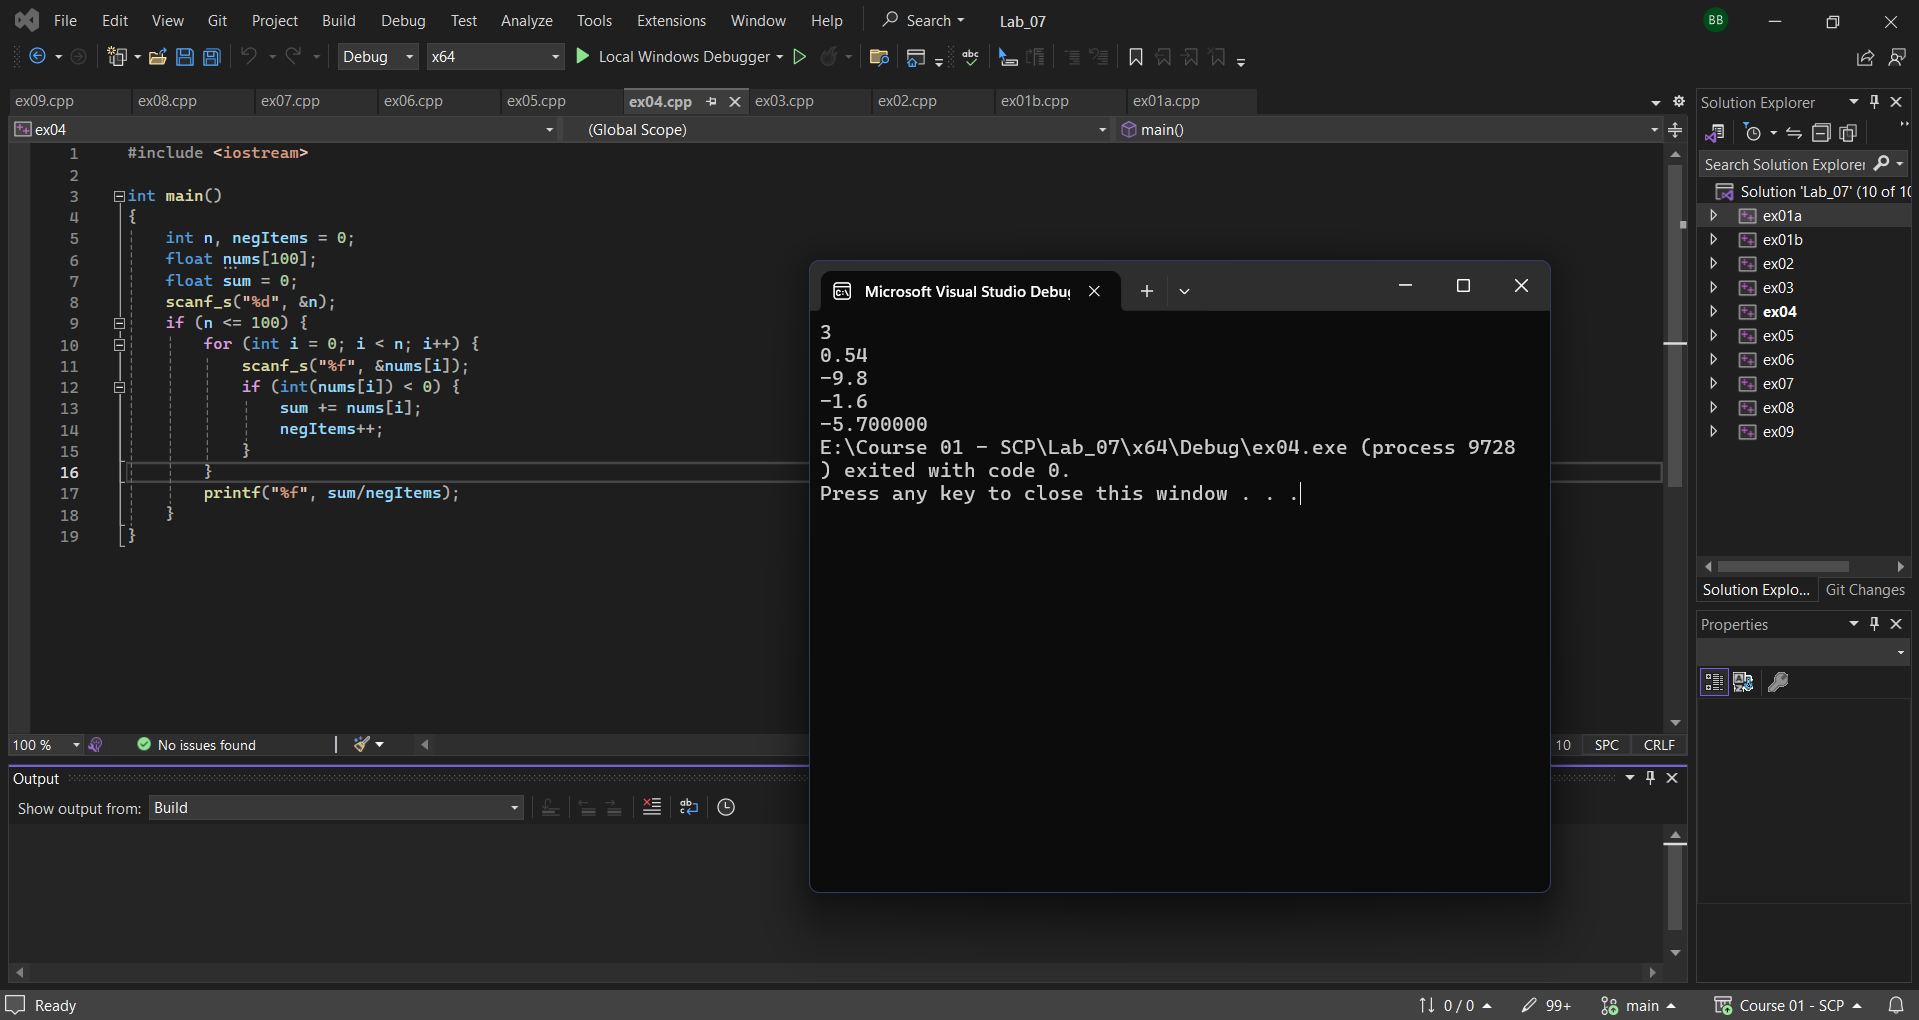 File Edit View Git Project Build Debug Test Analyze Tools Extensions Window Help Search Lab_07 BB
Debug x64 Local Windows Debugger
ex09.cpp ex08.cpp ex07.cpp ex06.cpp ex05.cpp ex04.cpp ex03.cpp ex02.cpp ex01b.cpp ex01a.cpp
ex04 (Global Scope) main()
1 #include <iostream>
2
3 int main()
4 {
5 int n, negItems = 0;
6 float nums[100];
7 float sum = 0;
8 scanf_s("%d", &n);
9 if (n <= 100) {
10 for (int i = 0; i < n; i++) {
11 scanf_s("%f", &nums[i]);
12 if (int(nums[i]) < 0) {
13 sum += nums[i];
14 negItems++;
15 }
16 }
17 printf("%f", sum/negItems);
18 }
19 }
Microsoft Visual Studio Debug
3
0.54
-9.8
-1.6
-5.700000
E:\Course 01 - SCP\Lab_07\x64\Debug\ex04.exe (process 9728
) exited with code 0.
Press any key to close this window . . .
Solution Explorer
Search Solution Explorer
Solution 'Lab_07' (10 of 10
ex01a
ex01b
ex02
ex03
ex04
ex05
ex06
ex07
ex08
ex09
Solution Explo... Git Changes
Properties
100 % No issues found 10 SPC CRLF
Output
Show output from: Build
Ready 0 / 0 99+ main Course 01 - SCP